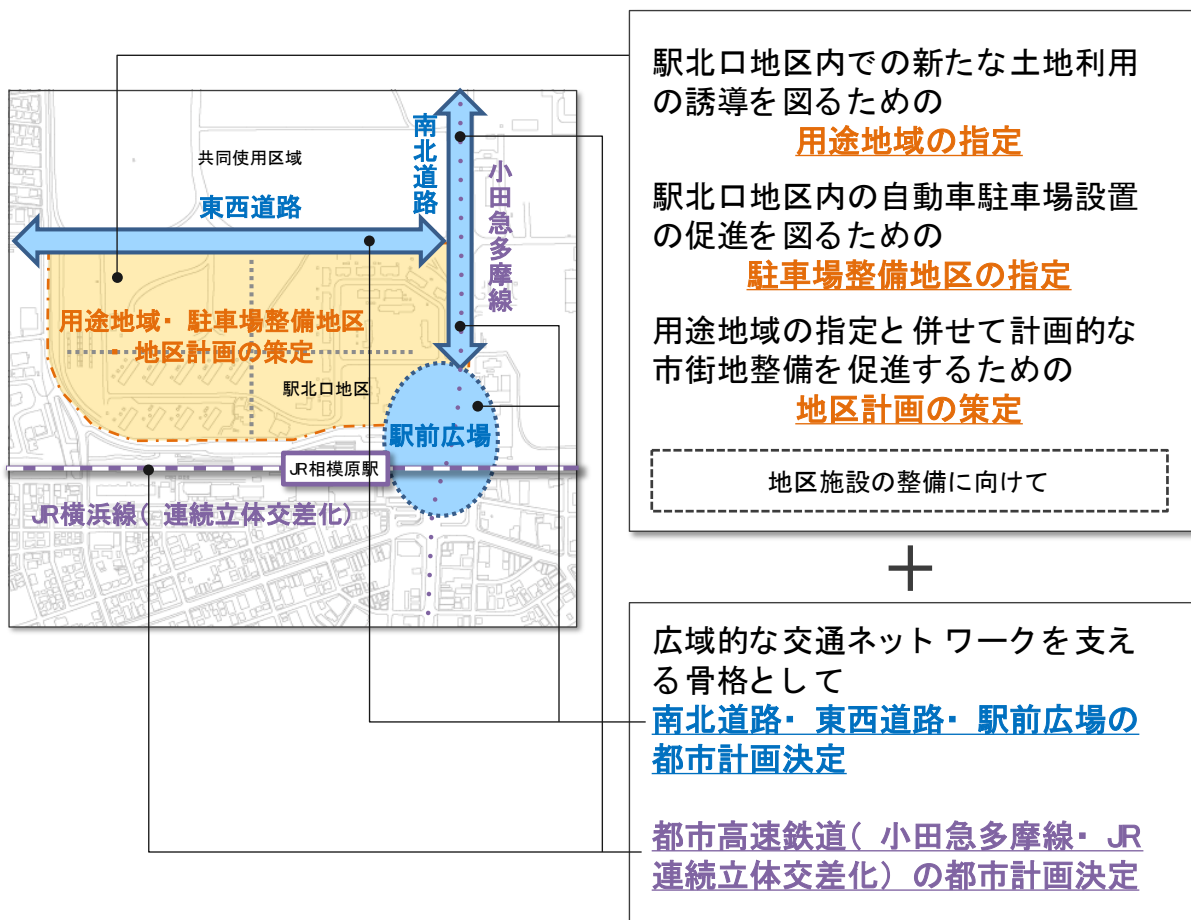 共同使用区域
東西道路
南北道路
小田急多摩線
用途地域・駐車場整備地区
・地区計画の策定
駅北口地区
駅前広場
JR相模原駅
JR横浜線（連続立体交差化）
駅北口地区内での新たな土地利用
の誘導を図るための
用途地域の指定
駅北口地区内の自動車駐車場設置
の促進を図るための
駐車場整備地区の指定
用途地域の指定と併せて計画的な
市街地整備を促進するための
地区計画の策定
地区施設の整備に向けて
＋
広域的な交通ネットワークを支え
る骨格として
南北道路・東西道路・駅前広場の
都市計画決定
都市高速鉄道（小田急多摩線・JR
連続立体交差化）の都市計画決定